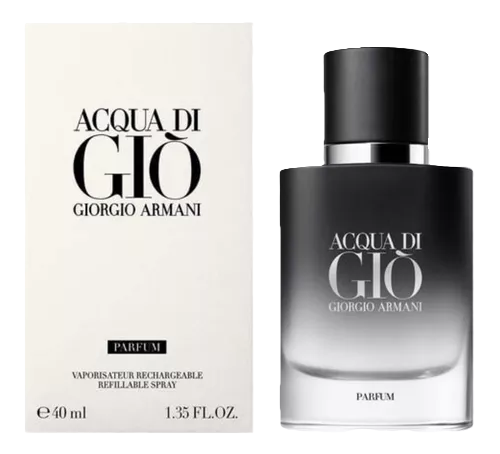 ACQUA DI
GIÒ
GIORGIO ARMANI
PARFUM
VAPORISATEUR RECHARGEABLE
REFILLABLE SPRAY
℮40 ml 1.35 FL.OZ.
ACQUA DI
GIÒ
GIORGIO ARMANI
PARFUM